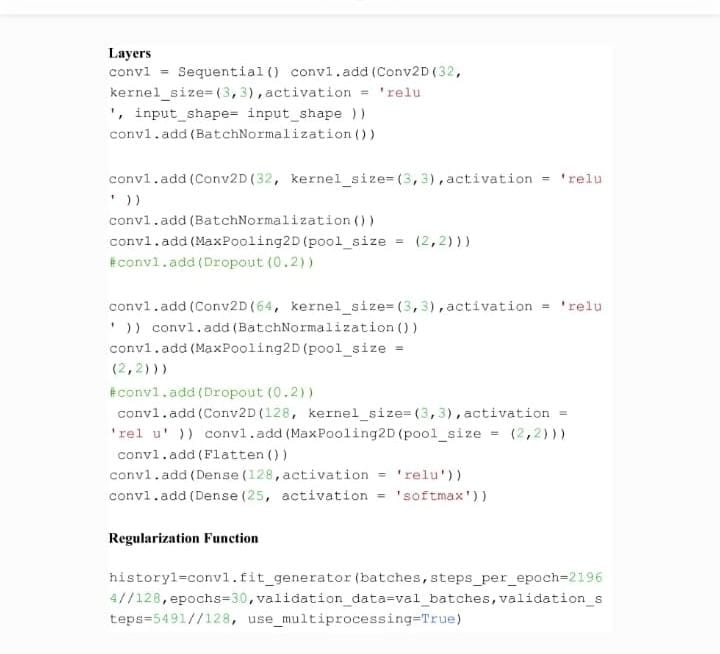 Layers
conv1 = Sequential() conv1.add(Conv2D(32,
kernel_size=(3,3),activation = 'relu
', input_shape= input_shape ))
conv1.add(BatchNormalization())
conv1.add(Conv2D(32, kernel_size=(3,3),activation = 'relu
' ))
conv1.add(BatchNormalization())
conv1.add(MaxPooling2D(pool_size = (2,2)))
#conv1.add(Dropout(0.2))
conv1.add(Conv2D(64, kernel_size=(3,3),activation = 'relu
' )) conv1.add(BatchNormalization())
conv1.add(MaxPooling2D(pool_size =
(2,2)))
#conv1.add(Dropout(0.2))
conv1.add(Conv2D(128, kernel_size=(3,3),activation =
'rel u' )) conv1.add(MaxPooling2D(pool_size = (2,2)))
conv1.add(Flatten())
conv1.add(Dense(128,activation = 'relu'))
conv1.add(Dense(25, activation = 'softmax'))
Regularization Function
history1=conv1.fit_generator(batches,steps_per_epoch=2196
4//128,epochs=30,validation_data=val_batches,validation_s
teps=5491//128, use_multiprocessing=True)